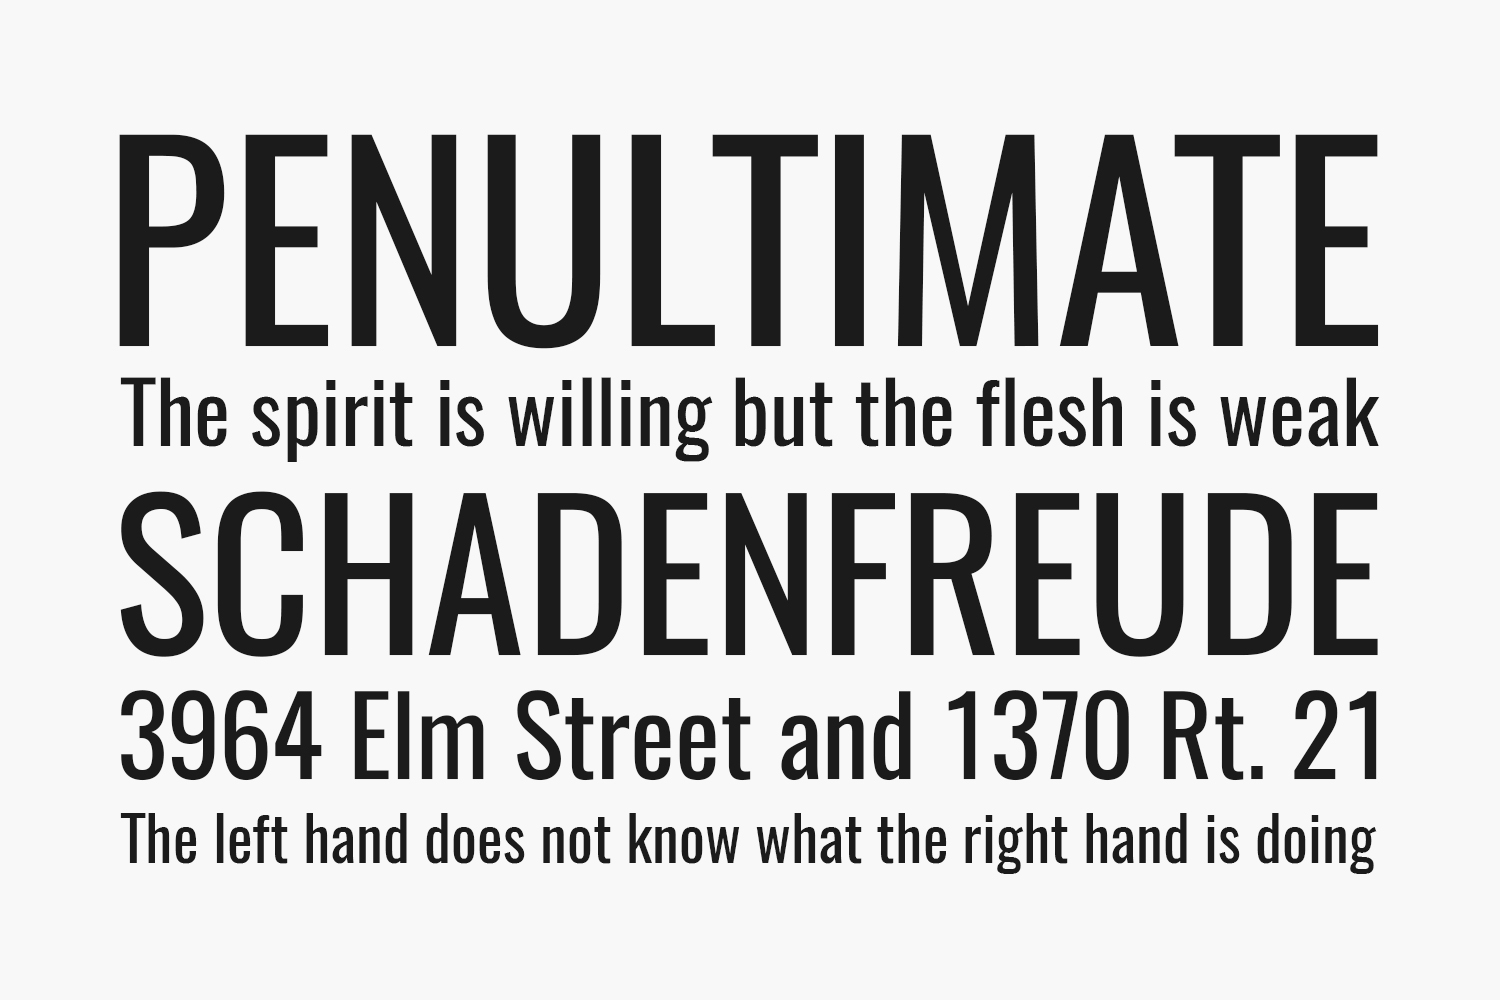 PENULTIMATE
The spirit is willing but the flesh is weak
SCHADENFREUDE
3964 Elm Street and 1370 Rt. 21
The left hand does not know what the right hand is doing